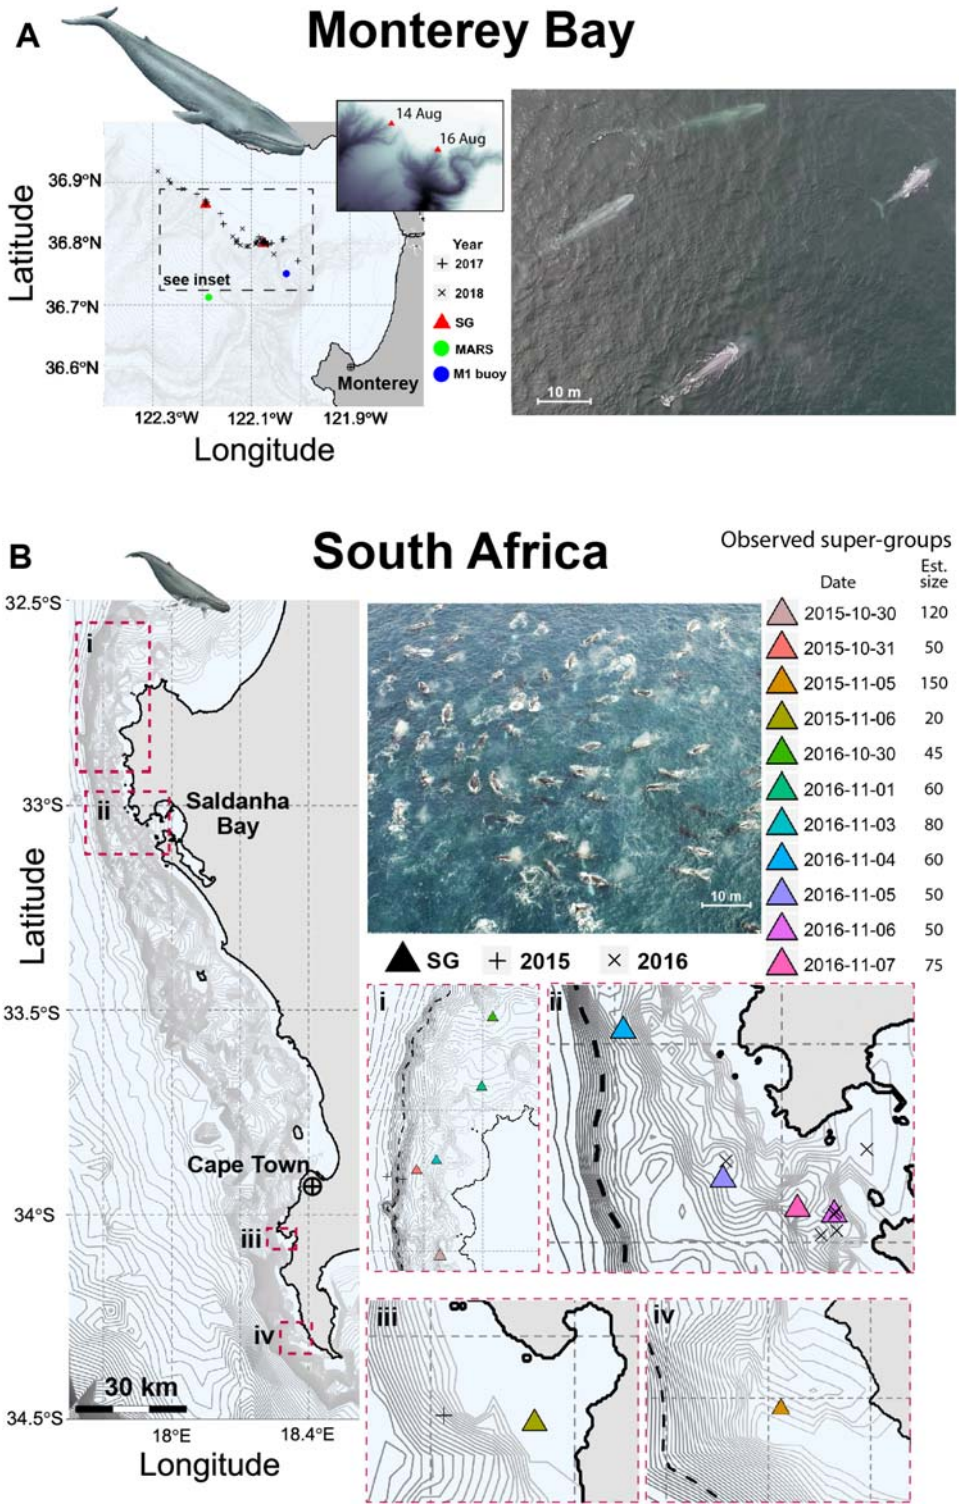 A
Monterey Bay
14 Aug
16 Aug
Latitude
36.9°N
36.8°N
36.7°N
36.6°N
see inset
Year
2017
2018
SG
MARS
M1 buoy
Monterey
10 m
122.3°W 122.1°W 121.9°W
Longitude
B
South Africa
Observed super-groups
Date
Est.
size
2015-10-30 120
2015-10-31 50
2015-11-05 150
2015-11-06 20
2016-10-30 45
2016-11-01 60
2016-11-03 80
2016-11-04 60
2016-11-05 50
2016-11-06 50
2016-11-07 75
32.5°S
33°S
33.5°S
34°S
34.5°S
Latitude
i
ii
Saldanha
Bay
Cape Town
iii
iv
30 km
18°E 18.4°E
Longitude
10 m
SG 2015 2016
i
ii
iii
iv